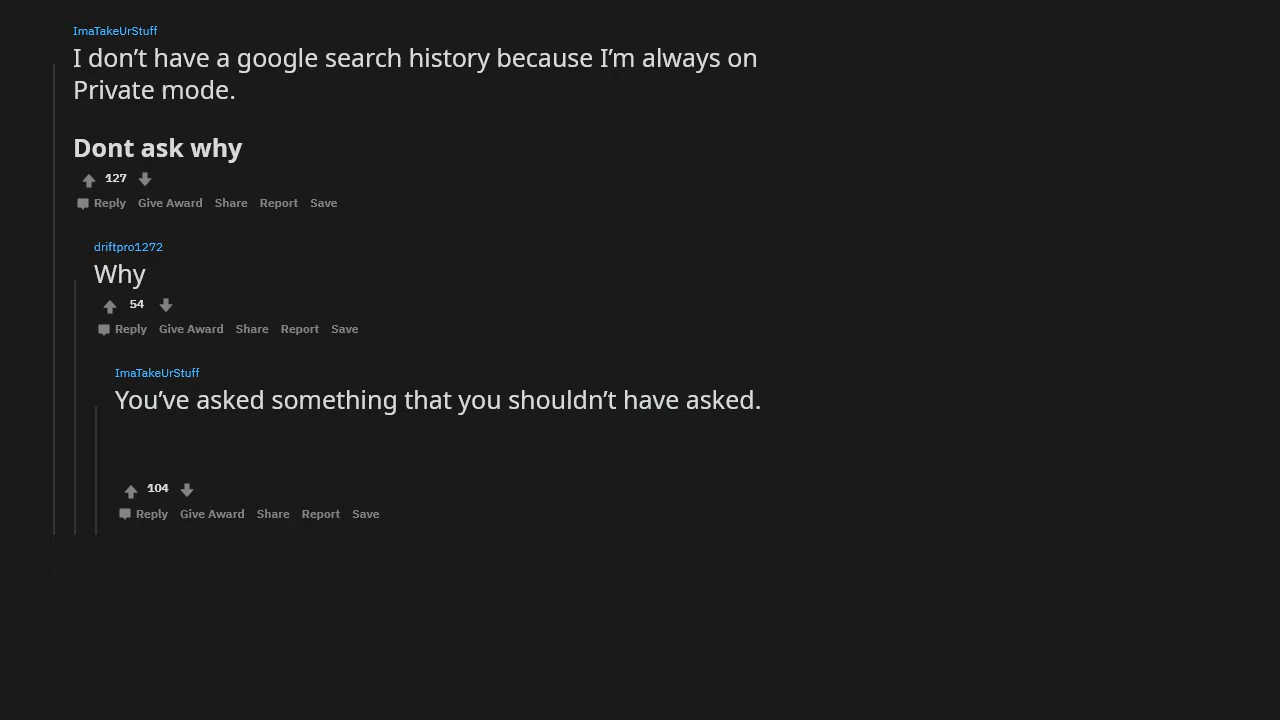 ImaTakeUrStuff
I don’t have a google search history because I’m always on
Private mode.
Dont ask why
127
Reply Give Award Share Report Save
driftpro1272
Why
54
Reply Give Award Share Report Save
ImaTakeUrStuff
You’ve asked something that you shouldn’t have asked.
104
Reply Give Award Share Report Save